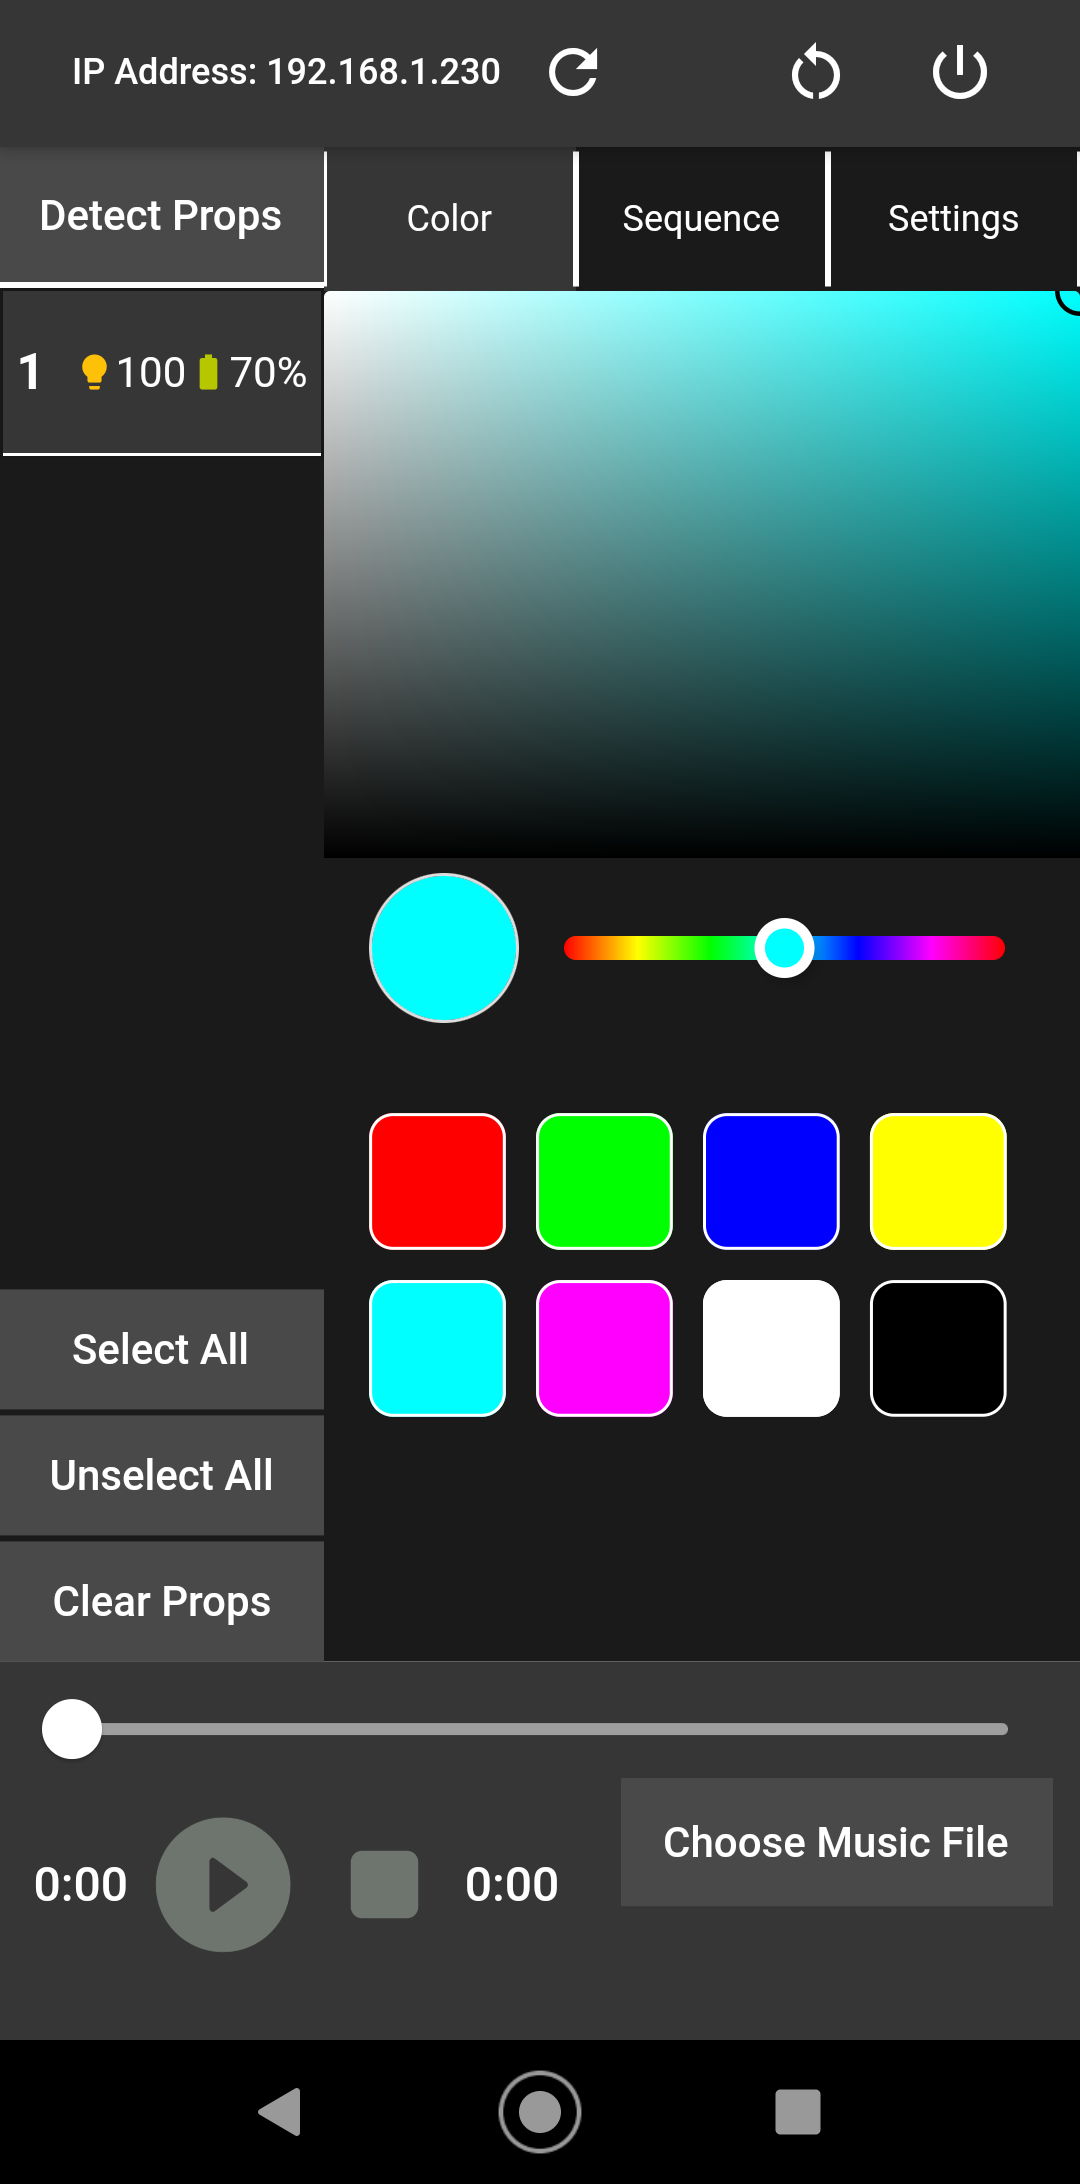 IP Address: 192.168.1.230
Detect Props
Color
Sequence
Settings
1 100 70%
Select All
Unselect All
Clear Props
Choose Music File
0:00
0:00